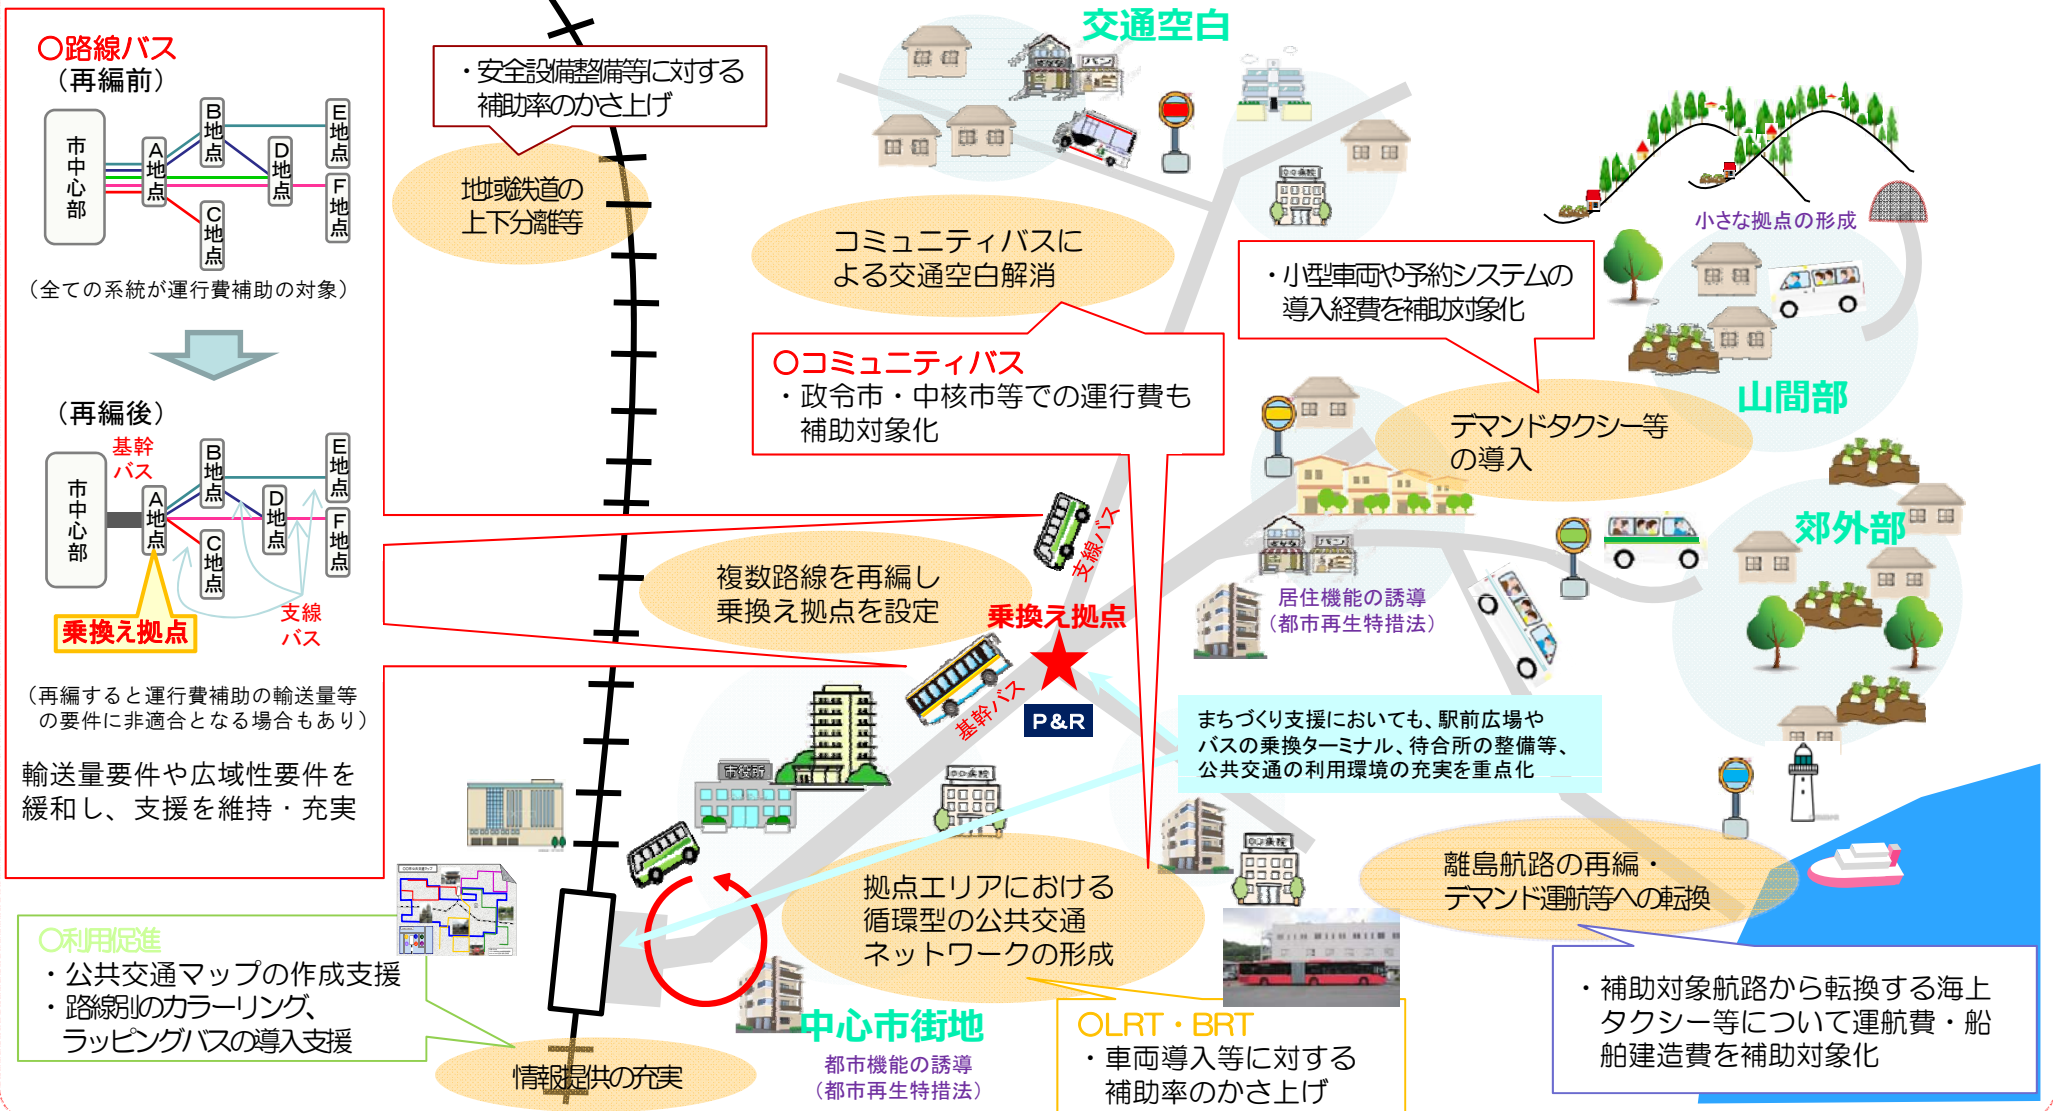 ○路線バス
（再編前）
市中心部
A地点
B地点
C地点
D地点
E地点
F地点
（全ての系統が運行費補助の対象）
（再編後）
基幹
バス
市中心部
A地点
B地点
C地点
D地点
E地点
F地点
乗換え拠点
支線
バス
（再編すると運行費補助の輸送量等
の要件に非適合となる場合もあり）
輸送量要件や広域性要件を
緩和し、支援を維持・充実
・安全設備整備等に対する
補助率のかさ上げ
地域鉄道の
上下分離等
交通空白
パン
○○病院
コミュニティバスに
よる交通空白解消
○コミュニティバス
・政令市・中核市等での運行費も
補助対象化
・小型車両や予約システムの
導入経費を補助対象化
小さな拠点の形成
山間部
デマンドタクシー等
の導入
郊外部
パン
居住機能の誘導
（都市再生特措法）
複数路線を再編し
乗換え拠点を設定
支線バス
乗換え拠点
基幹バス
P&R
まちづくり支援においても、駅前広場や
バスの乗換ターミナル、待合所の整備等、
公共交通の利用環境の充実を重点化
市役所
○○病院
○○病院
拠点エリアにおける
循環型の公共交通
ネットワークの形成
離島航路の再編・
デマンド運航等への転換
・補助対象航路から転換する海上
タクシー等について運航費・船
舶建造費を補助対象化
○利用促進
・公共交通マップの作成支援
・路線別のカラーリング、
ラッピングバスの導入支援
情報提供の充実
中心市街地
都市機能の誘導
（都市再生特措法）
○LRT・BRT
・車両導入等に対する
補助率のかさ上げ